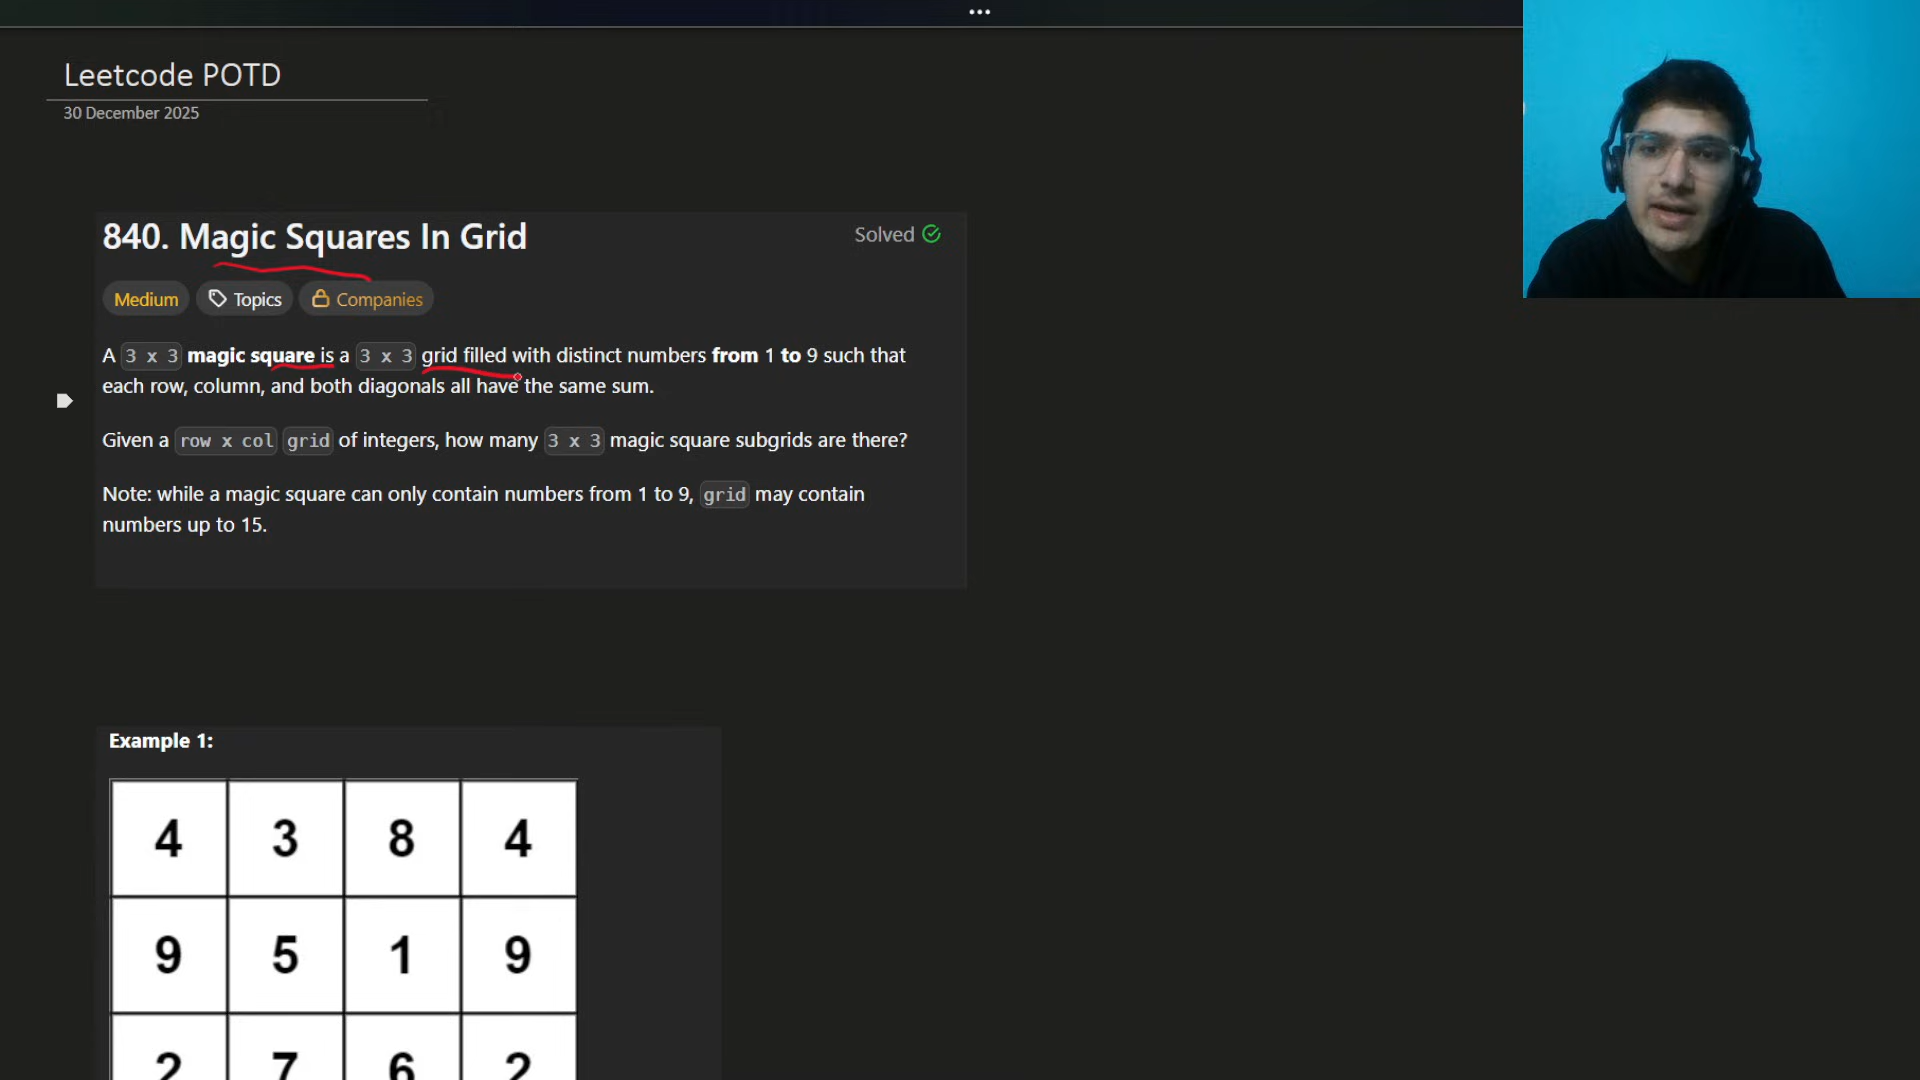 ...
Leetcode POTD
30 December 2025
840. Magic Squares In Grid
Solved
Medium
Topics
Companies
A 3 x 3 magic square is a 3 x 3 grid filled with distinct numbers from 1 to 9 such that
each row, column, and both diagonals all have the same sum.
Given a row x col grid of integers, how many 3 x 3 magic square subgrids are there?
Note: while a magic square can only contain numbers from 1 to 9, grid may contain
numbers up to 15.
Example 1:
4 3 8 4
9 5 1 9
2 7 6 2